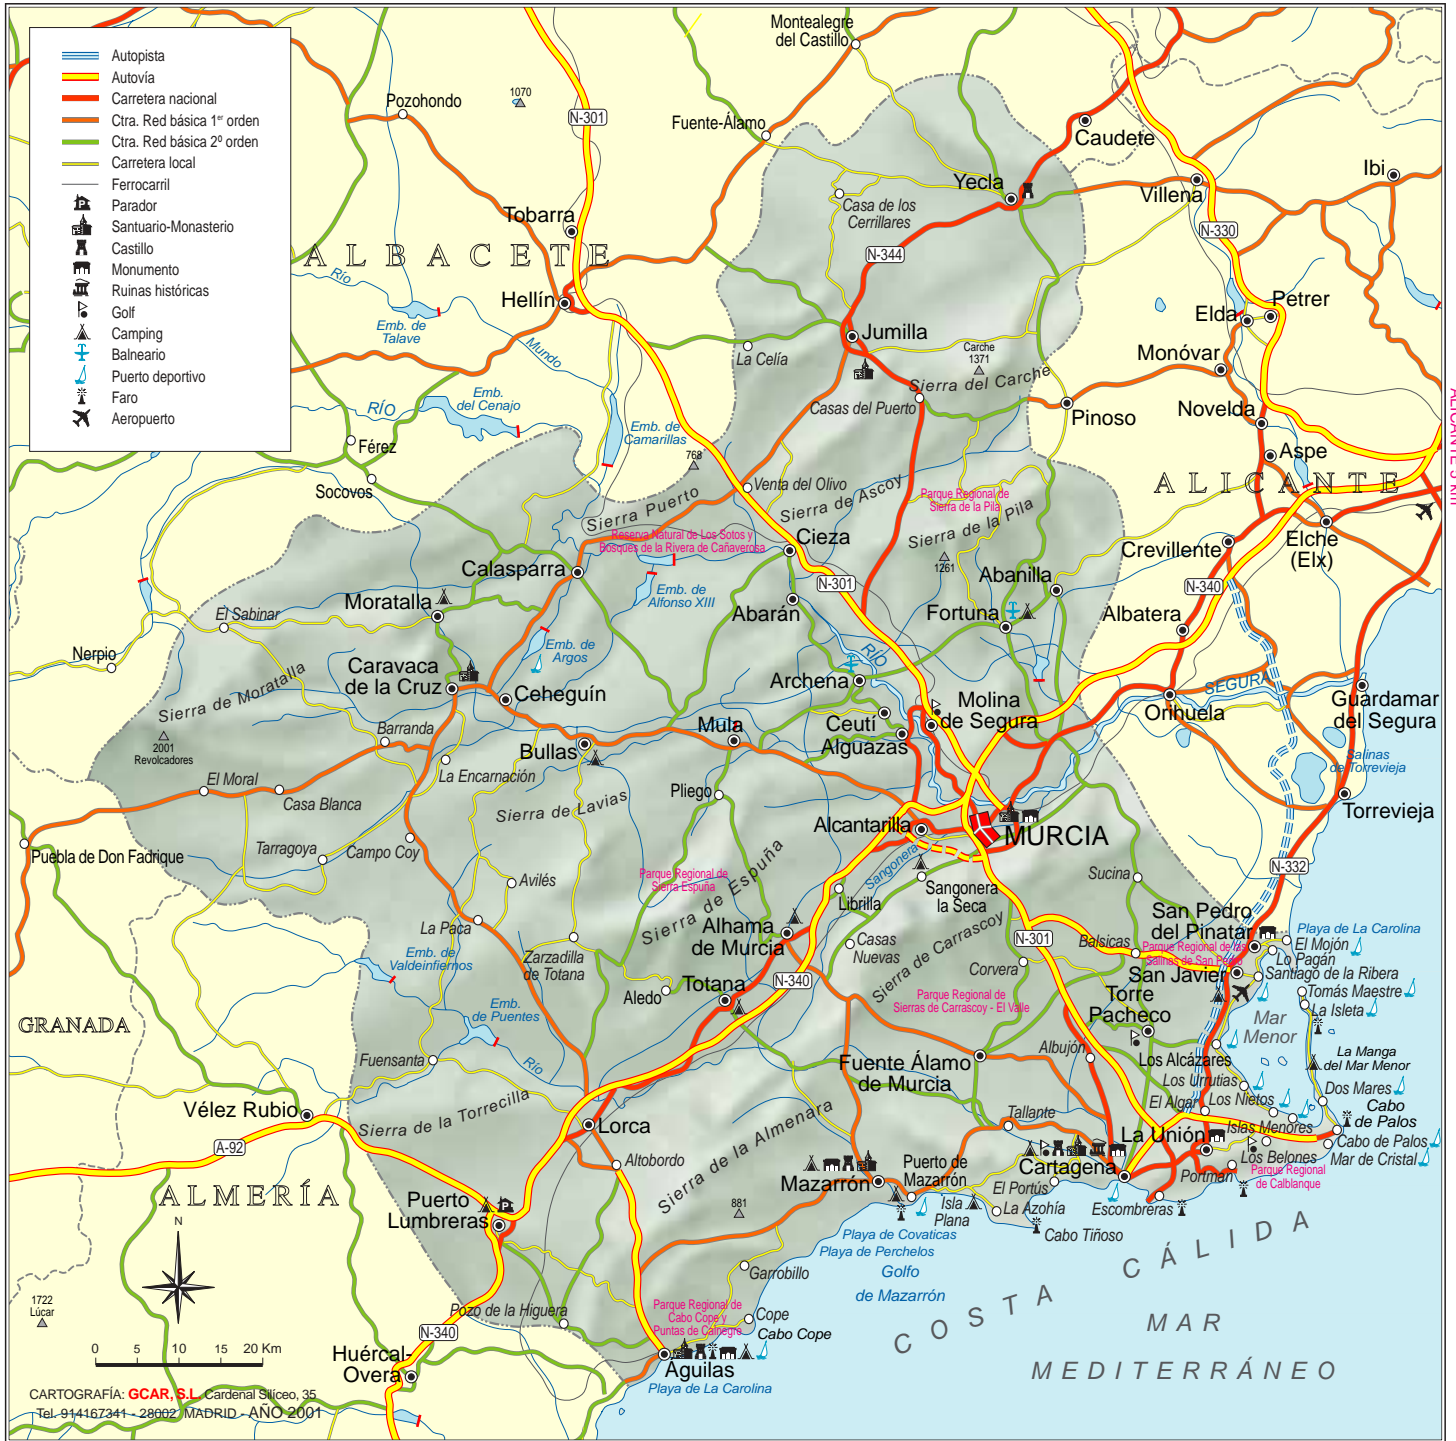 Autopista
Autovía
Carretera nacional
Ctra. Red básica 1er orden
Ctra. Red básica 2º orden
Carretera local
Ferrocarril
Parador
Santuario-Monasterio
Castillo
Monumento
Ruinas históricas
Golf
Camping
Balneario
Puerto deportivo
Faro
Aeropuerto
Montealegre
del Castillo
Pozohondo
1070
N-301
Fuente-Álamo
Caudete
Ibi
Yecla
Villena
Casa de los
Cerrillares
Tobarra
N-330
ALBACETE
N-344
Río
Hellín
Emb. de
Talave
Mundo
Petrer
Elda
Jumilla
La Celía
Carche
1371
Monóvar
Sierra del Carche
RÍO
Emb.
del Cenajo
Casas del Puerto
Pinoso
Novelda
ALICANTE 5 km
Férez
Emb. de
Camarillas
768
Aspe
Socovos
Venta del Olivo
Sierra de Ascoy
Parque Regional de
Sierra de la Pila
ALICANTE
Sierra Puerto
Sierra de la Pila
Reserva Natural de Los Sotos y
Bosques de la Rivera de Cañaverosa
Cieza
Elche
(Elx)
Crevillente
1261
Calasparra
Abanilla
N-301
N-340
Emb. de
Alfonso XIII
Moratalla
Abarán
Fortuna
Albatera
El Sabinar
Emb. de
Argos
RÍO
Nerpio
Caravaca
de la Cruz
Sierra de Moratalla
Ceheguín
Archena
SEGURA
Orihuela
Guardamar
del Segura
Molina
de Segura
Ceutí
Alguazas
Mula
Barranda
Bullas
2001
Revolcadores
La Encarnación
Salinas
de Torrevieja
El Moral
Casa Blanca
Pliego
Sierra de Lavias
Torrevieja
Alcantarilla
MURCIA
Puebla de Don Fadrique
Tarragoya
Campo Coy
Sangonera
N-332
Parque Regional de
Sierra Espuña
Sierra de Espuña
Avilés
Librilla
Sangonera
la Seca
Sucina
La Paca
Alhama
de Murcia
Casas
Nuevas
Sierra de Carrascoy
N-301
San Pedro
del Pinatar
Playa de La Carolina
Balsicas
Parque Regional de las
Salinas de San Pedro
El Mojón
Lo Pagán
Emb. de
Valdeinfiernos
Zarzadilla
de Totana
Corvera
San Javier
Santiago de la Ribera
N-340
Aledo
Totana
Parque Regional de
Sierras de Carrascoy - El Valle
Torre
Pacheco
Tomás Maestre
La Isleta
Emb.
de Puentes
GRANADA
Mar
Menor
Fuensanta
Río
Fuente Álamo
de Murcia
Albujón
Los Alcázares
La Manga
del Mar Menor
Los Urrutias
Dos Mares
Vélez Rubio
Sierra de la Torrecilla
Lorca
Sierra de la Almenara
Tallante
El Algar
Los Nietos
Cabo
de Palos
Islas Menores
A-92
La Unión
Cabo de Palos
Altobordo
Los Belones
Mar de Cristal
Cartagena
Portmán
Parque Regional
de Calblanque
ALMERÍA
Puerto
Lumbreras
Mazarrón
Puerto de
Mazarrón
El Portús
Escombreras
881
Isla
Plana
La Azohía
Cabo Tiñoso
N
Playa de Covaticas
Playa de Perchelos
Golfo
de Mazarrón
COSTA CÁLIDA
Garrobillo
1722
Lúcar
Pozo de la Higuera
Parque Regional de
Cabo Cope y
Puntas de Calnegre
Cope
Cabo Cope
MAR
MEDITERRÁNEO
N-340
0 5 10 15 20 Km
Huércal-
Overa
Águilas
Playa de La Carolina
CARTOGRAFÍA: GCAR, S.L. Cardenal Silíceo, 35
Tel. 914167341 - 28002 MADRID - AÑO 2001